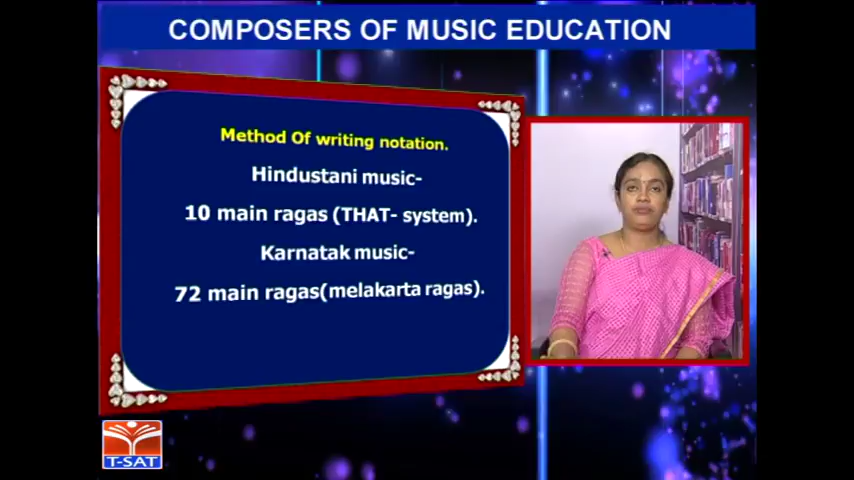 COMPOSERS OF MUSIC EDUCATION
Method Of writing notation.
Hindustani music-
10 main ragas (THAT- system).
Karnatak music-
72 main ragas(melakarta ragas).
T-SAT